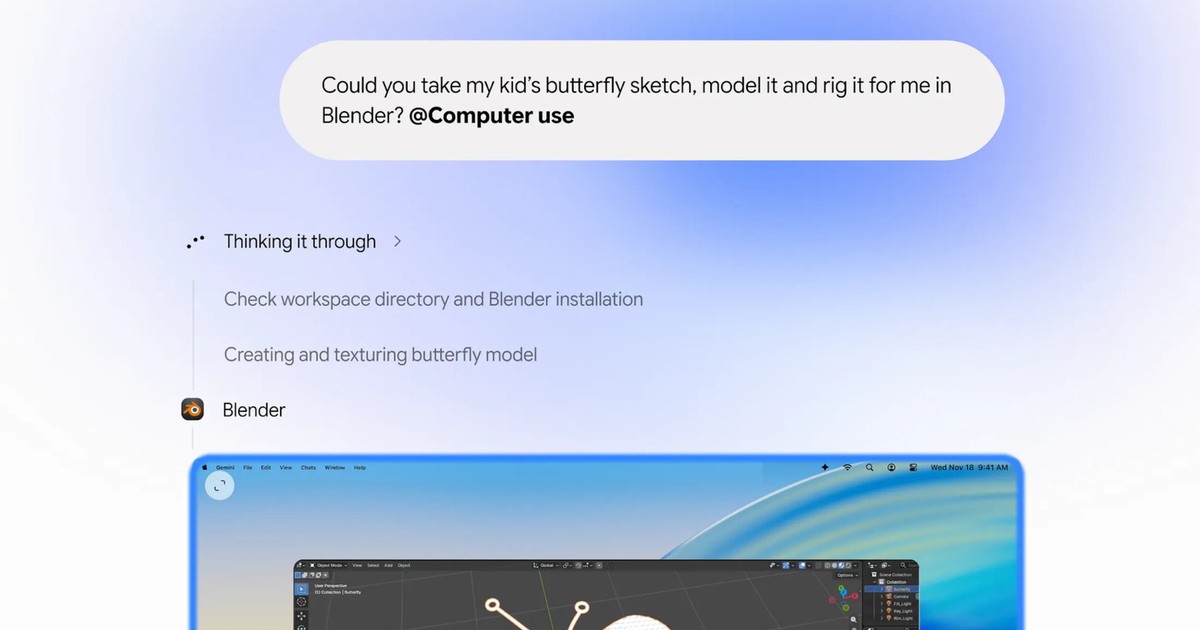 Could you take my kid’s butterfly sketch, model it and rig it for me in
Blender? @Computer use
Thinking it through
Check workspace directory and Blender installation
Creating and texturing butterfly model
Blender
Gemini File Edit View Chats Window Help
Wed Nov 18 9:41 AM
Object Mode View Select Add Object
Global
Options
User Perspective
(1) Collection | Butterfly
Scene Collection
Collection
Butterfly
Camera
Fill_Light
Key_Light
Rim_Light